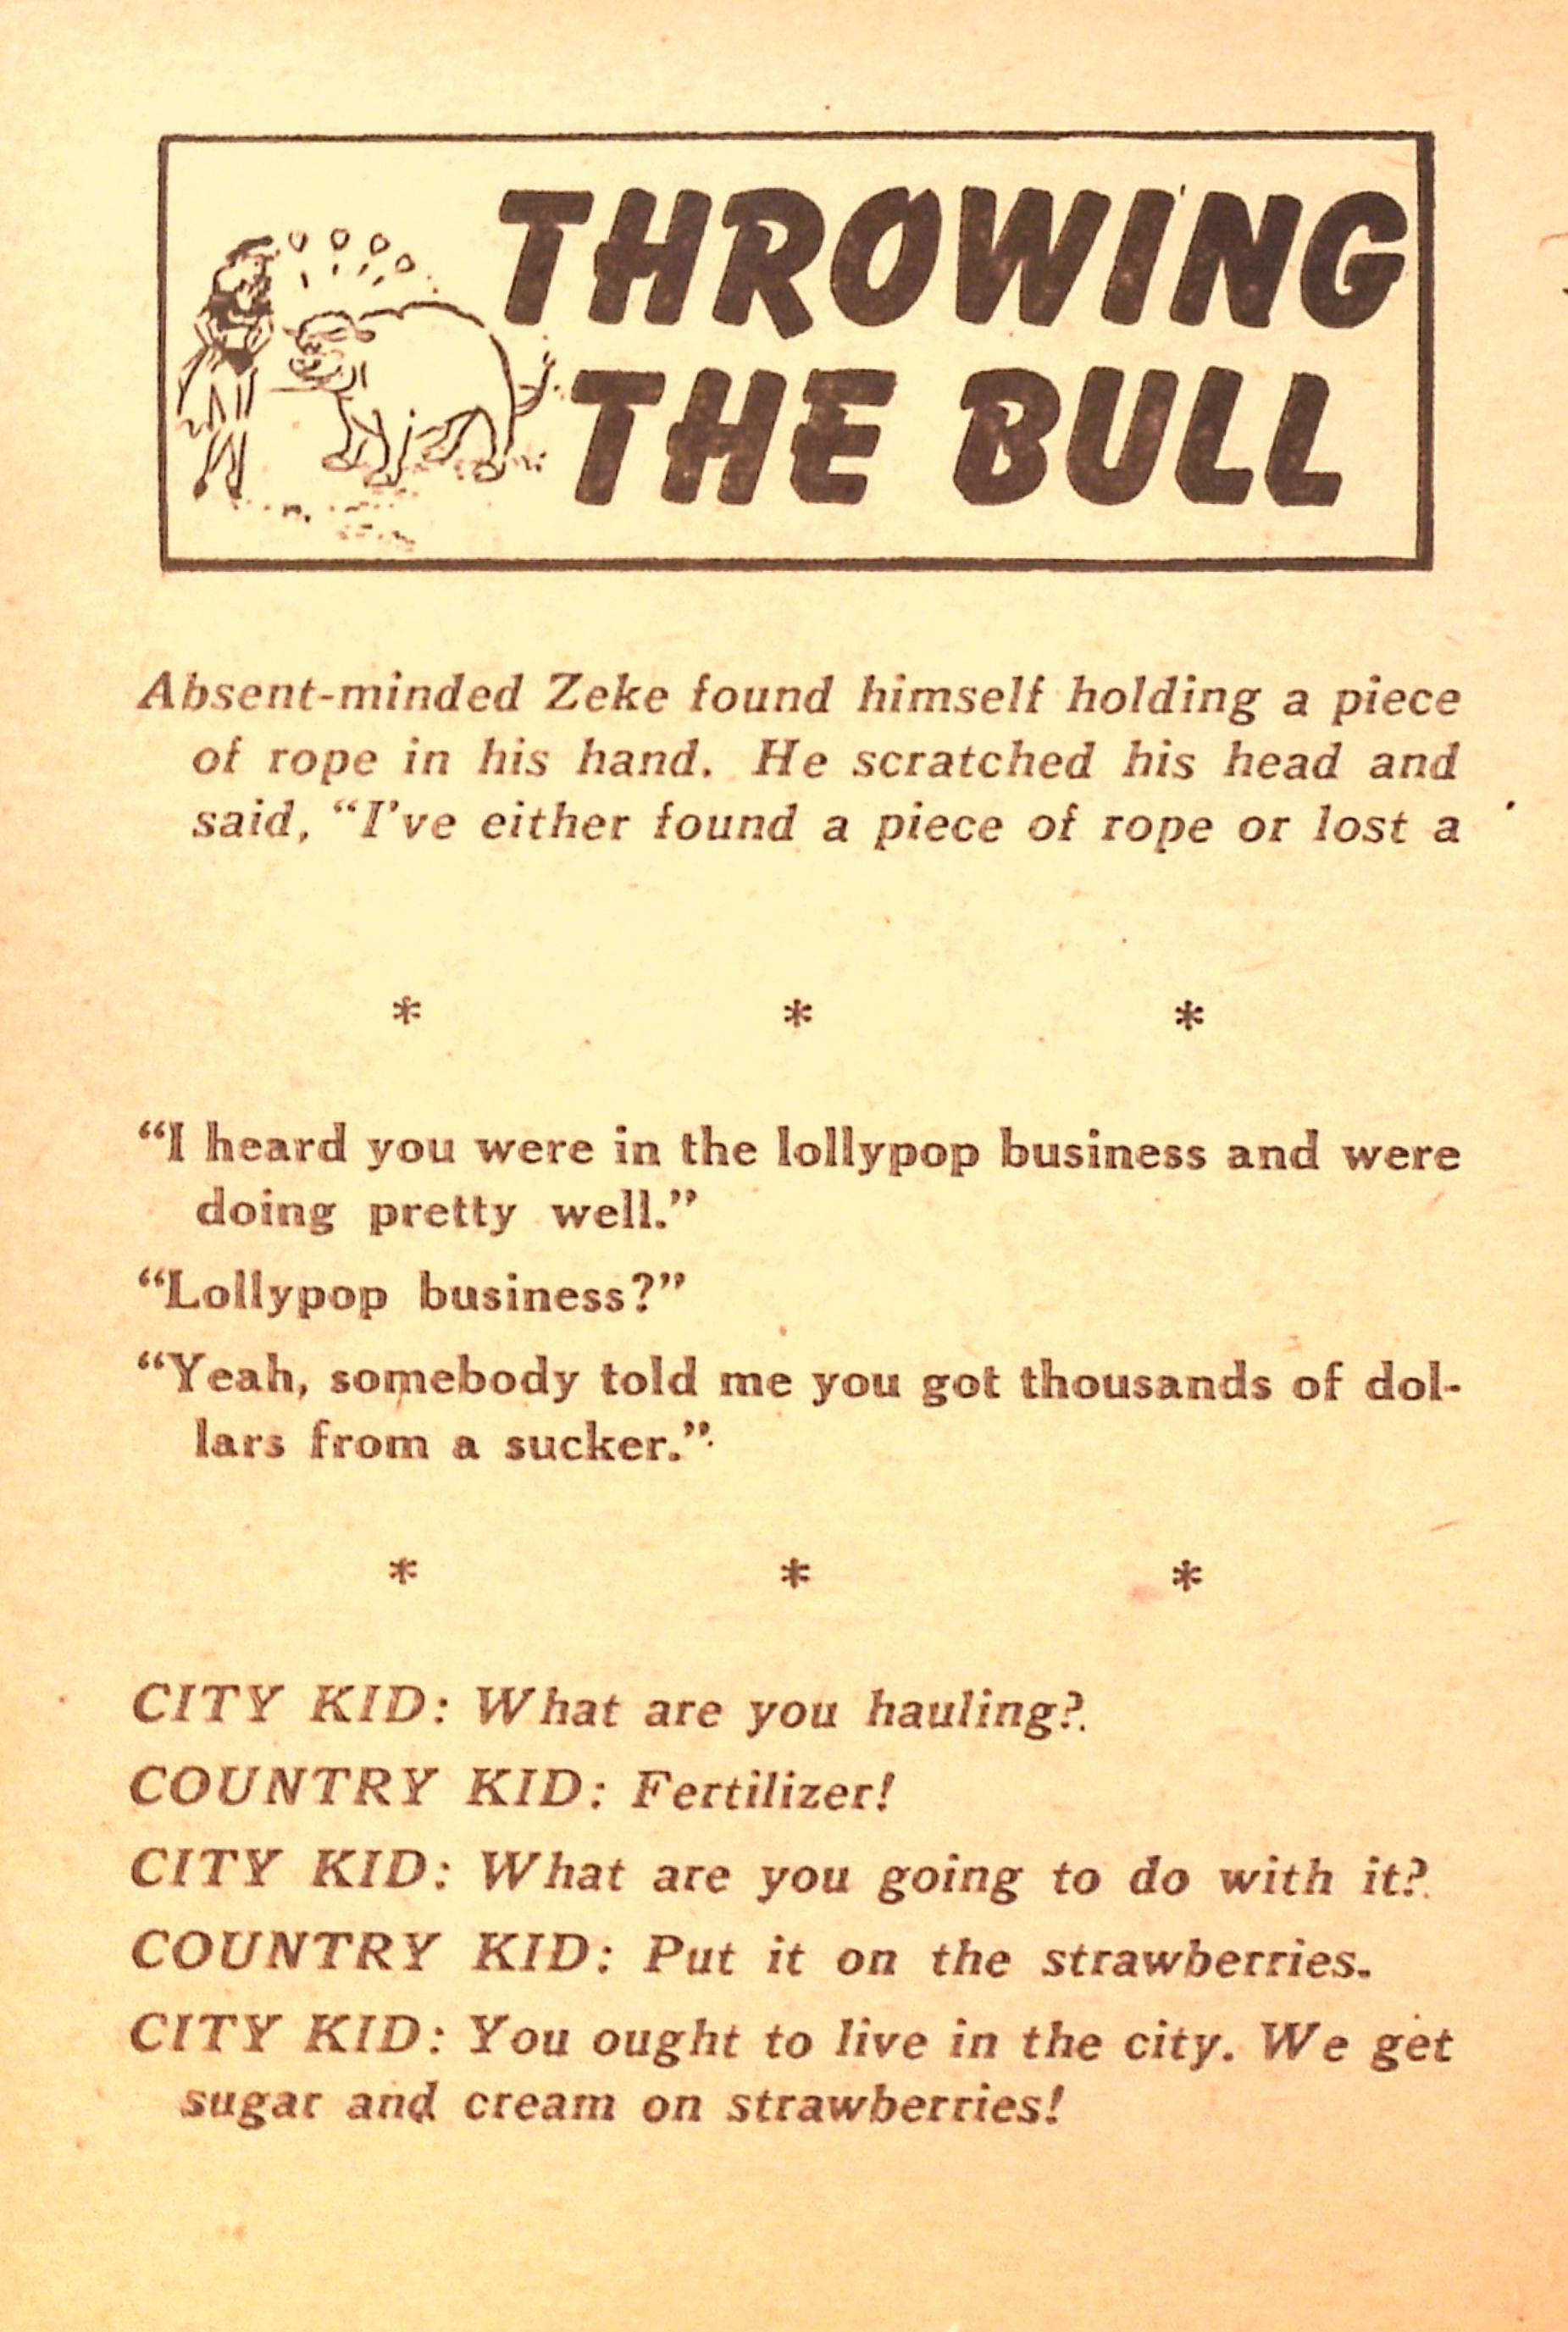 THROWING
THE BULL
Absent-minded Zeke found himself holding a piece
of rope in his hand. He scratched his head and
said, “I’ve either found a piece of rope or lost a
* * *
“I heard you were in the lollypop business and were
doing pretty well.”
“Lollypop business?”
“Yeah, somebody told me you got thousands of dol-
lars from a sucker.”
* * *
CITY KID: What are you hauling?
COUNTRY KID: Fertilizer!
CITY KID: What are you going to do with it?
COUNTRY KID: Put it on the strawberries.
CITY KID: You ought to live in the city. We get
sugar and cream on strawberries!